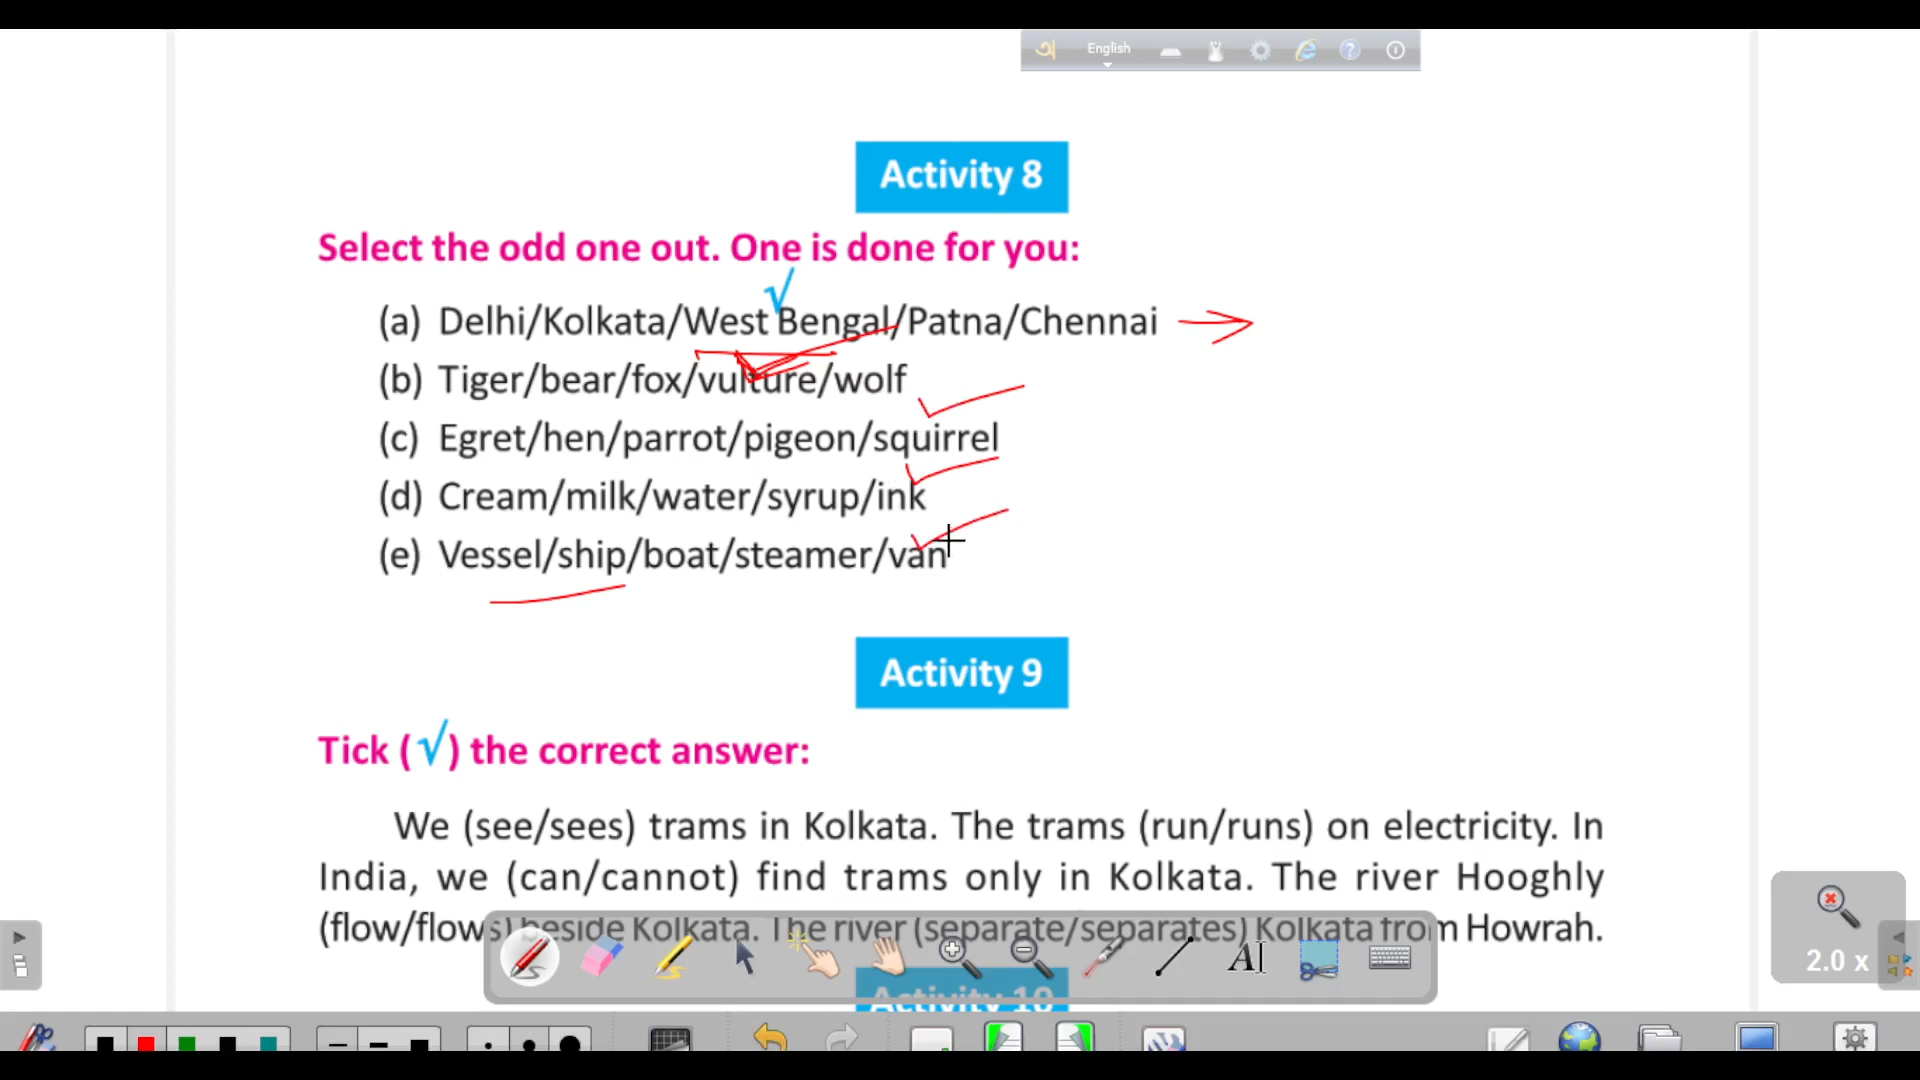 English
Activity 8
Select the odd one out. One is done for you:
√
(a) Delhi/Kolkata/West Bengal/Patna/Chennai
(b) Tiger/bear/fox/vulture/wolf
(c) Egret/hen/parrot/pigeon/squirrel
(d) Cream/milk/water/syrup/ink
(e) Vessel/ship/boat/steamer/van
Activity 9
Tick (√) the correct answer:
We (see/sees) trams in Kolkata. The trams (run/runs) on electricity. In
India, we (can/cannot) find trams only in Kolkata. The river Hooghly
(flow/flows) beside Kolkata. The river (separate/separates) Kolkata from Howrah.
AI
2.0 x
Activity 10